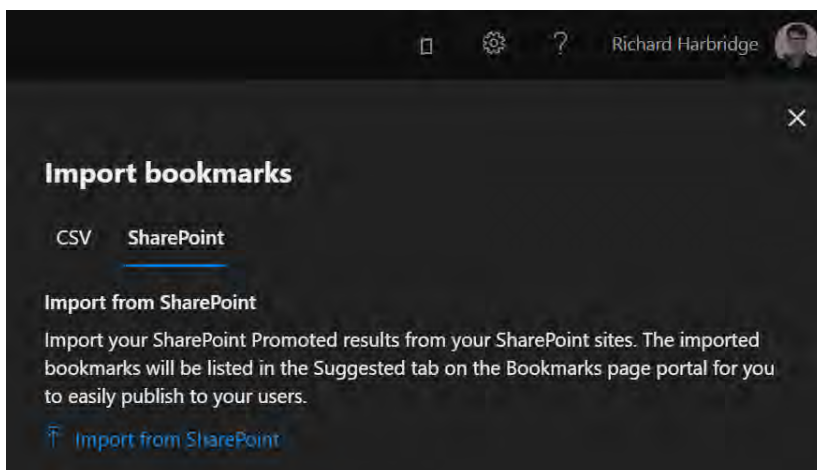 ? Richard Harbridge
Import bookmarks
CSV SharePoint
Import from SharePoint
Import your SharePoint Promoted results from your SharePoint sites. The imported
bookmarks will be listed in the Suggested tab on the Bookmarks page portal for you
to easily publish to your users.
Import from SharePoint